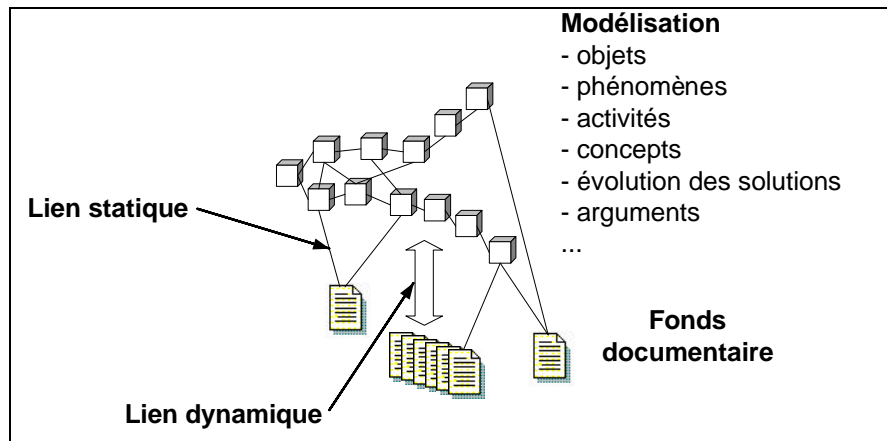 Modélisation
- objets
- phénomènes
- activités
- concepts
- évolution des solutions
- arguments
...
Lien statique
Fonds
documentaire
Lien dynamique